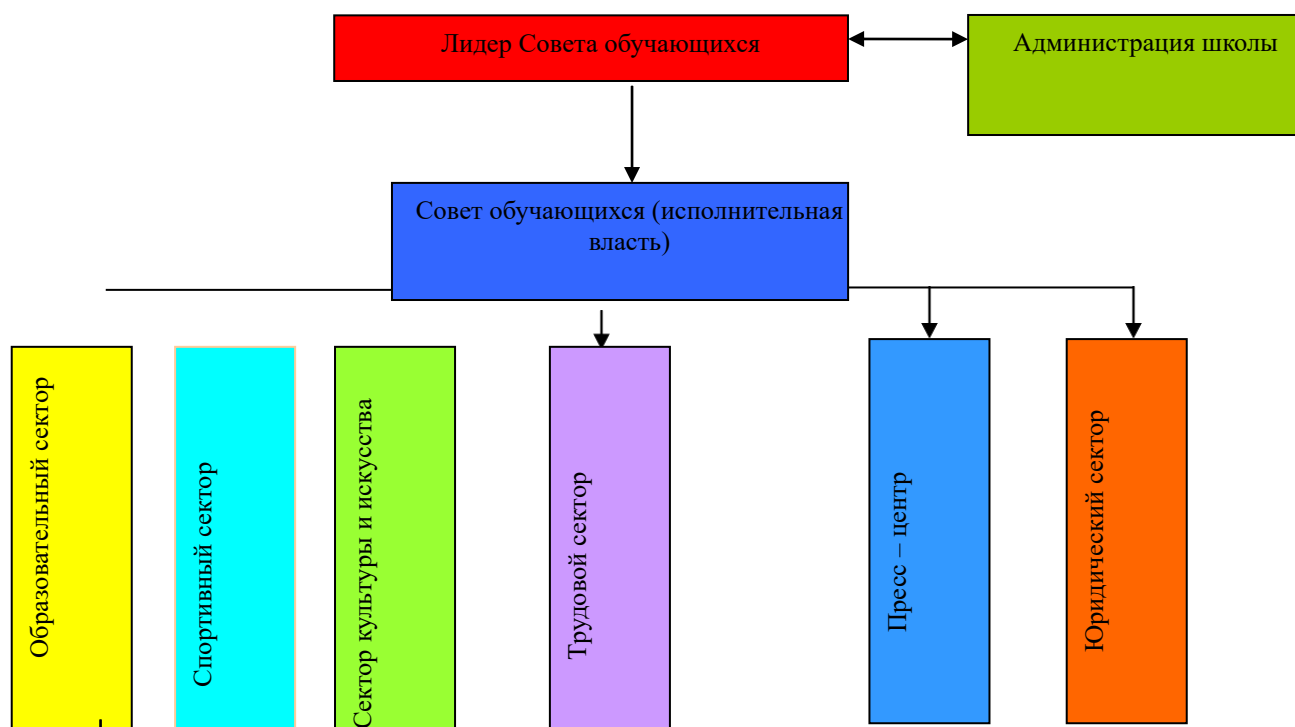 Лидер Совета обучающихся
Администрация школы
Совет обучающихся (исполнительная
власть)
Образовательный сектор
Спортивный сектор
Сектор культуры и искусства
Трудовой сектор
Пресс – центр
Юридический сектор